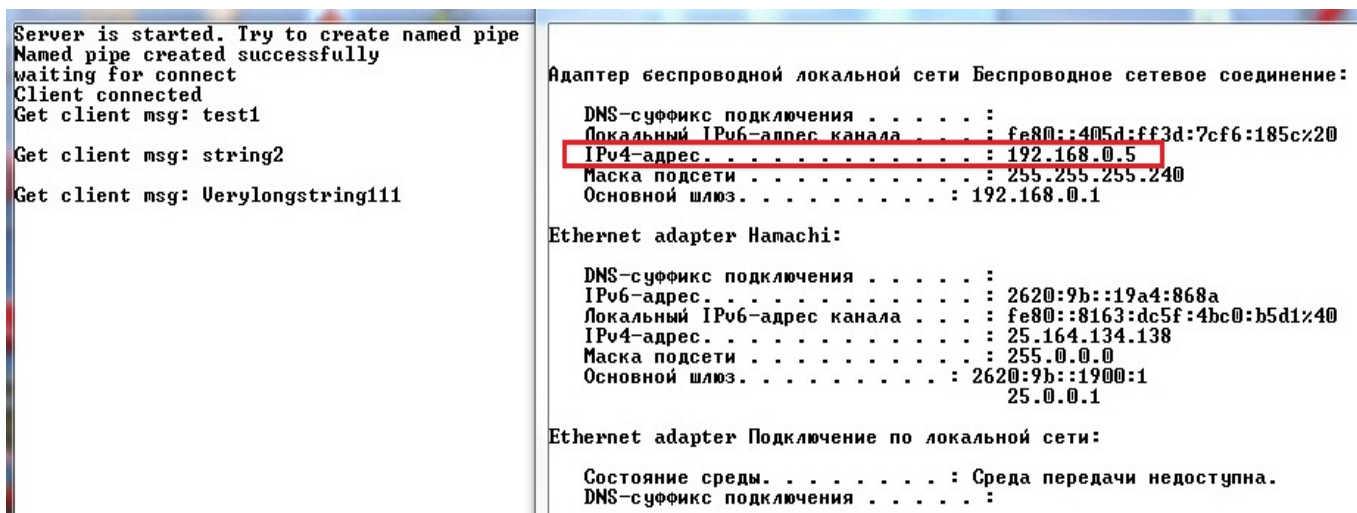 Server is started. Try to create named pipe
Named pipe created successfully
waiting for connect
Client connected
Get client msg: test1
Get client msg: string2
Get client msg: Verylongstring111
Адаптер беспроводной локальной сети Беспроводное сетевое соединение:
DNS-суффикс подключения . . . . . :
Локальный IPv6-адрес канала . . . : fe80::405d:ff3d:7cf6:185c%20
IPv4-адрес. . . . . . . . . . . . : 192.168.0.5
Маска подсети . . . . . . . . . . : 255.255.255.240
Основной шлюз. . . . . . . . . : 192.168.0.1
Ethernet adapter Hamachi:
DNS-суффикс подключения . . . . . :
IPv6-адрес. . . . . . . . . . . . : 2620:9b::19a4:868a
Локальный IPv6-адрес канала . . . : fe80::8163:dc5f:4bc0:b5d1%40
IPv4-адрес. . . . . . . . . . . . : 25.164.134.138
Маска подсети . . . . . . . . . . : 255.0.0.0
Основной шлюз. . . . . . . . . : 2620:9b::1900:1
25.0.0.1
Ethernet adapter Подключение по локальной сети:
Состояние среды. . . . . . . . : Среда передачи недоступна.
DNS-суффикс подключения . . . . . :